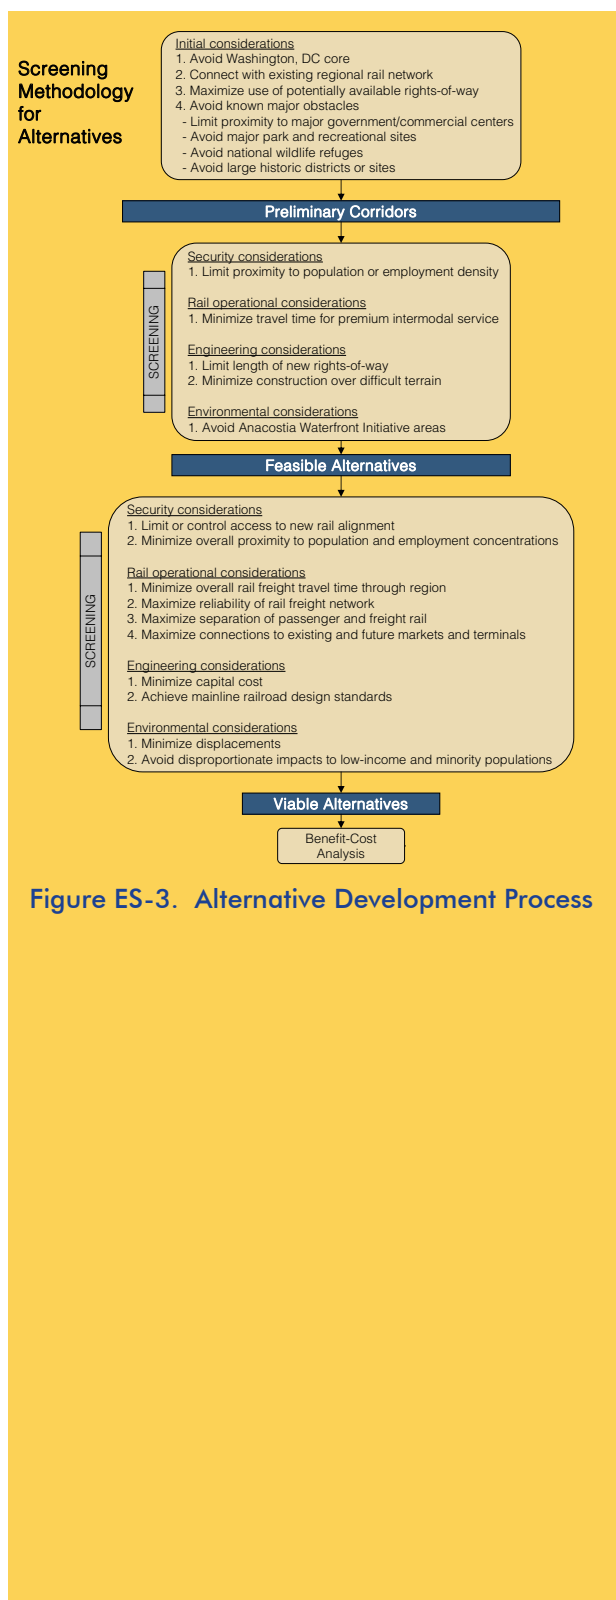 Screening
Methodology
for
Alternatives
Initial considerations
1. Avoid Washington, DC core
2. Connect with existing regional rail network
3. Maximize use of potentially available rights-of-way
4. Avoid known major obstacles
- Limit proximity to major government/commercial centers
- Avoid major park and recreational sites
- Avoid national wildlife refuges
- Avoid large historic districts or sites
Preliminary Corridors
SCREENING
Security considerations
1. Limit proximity to population or employment density
Rail operational considerations
1. Minimize travel time for premium intermodal service
Engineering considerations
1. Limit length of new rights-of-way
2. Minimize construction over difficult terrain
Environmental considerations
1. Avoid Anacostia Waterfront Initiative areas
Feasible Alternatives
SCREENING
Security considerations
1. Limit or control access to new rail alignment
2. Minimize overall proximity to population and employment concentrations
Rail operational considerations
1. Minimize overall rail freight travel time through region
2. Maximize reliability of rail freight network
3. Maximize separation of passenger and freight rail
4. Maximize connections to existing and future markets and terminals
Engineering considerations
1. Minimize capital cost
2. Achieve mainline railroad design standards
Environmental considerations
1. Minimize displacements
2. Avoid disproportionate impacts to low-income and minority populations
Viable Alternatives
Benefit-Cost
Analysis
Figure ES-3. Alternative Development Process